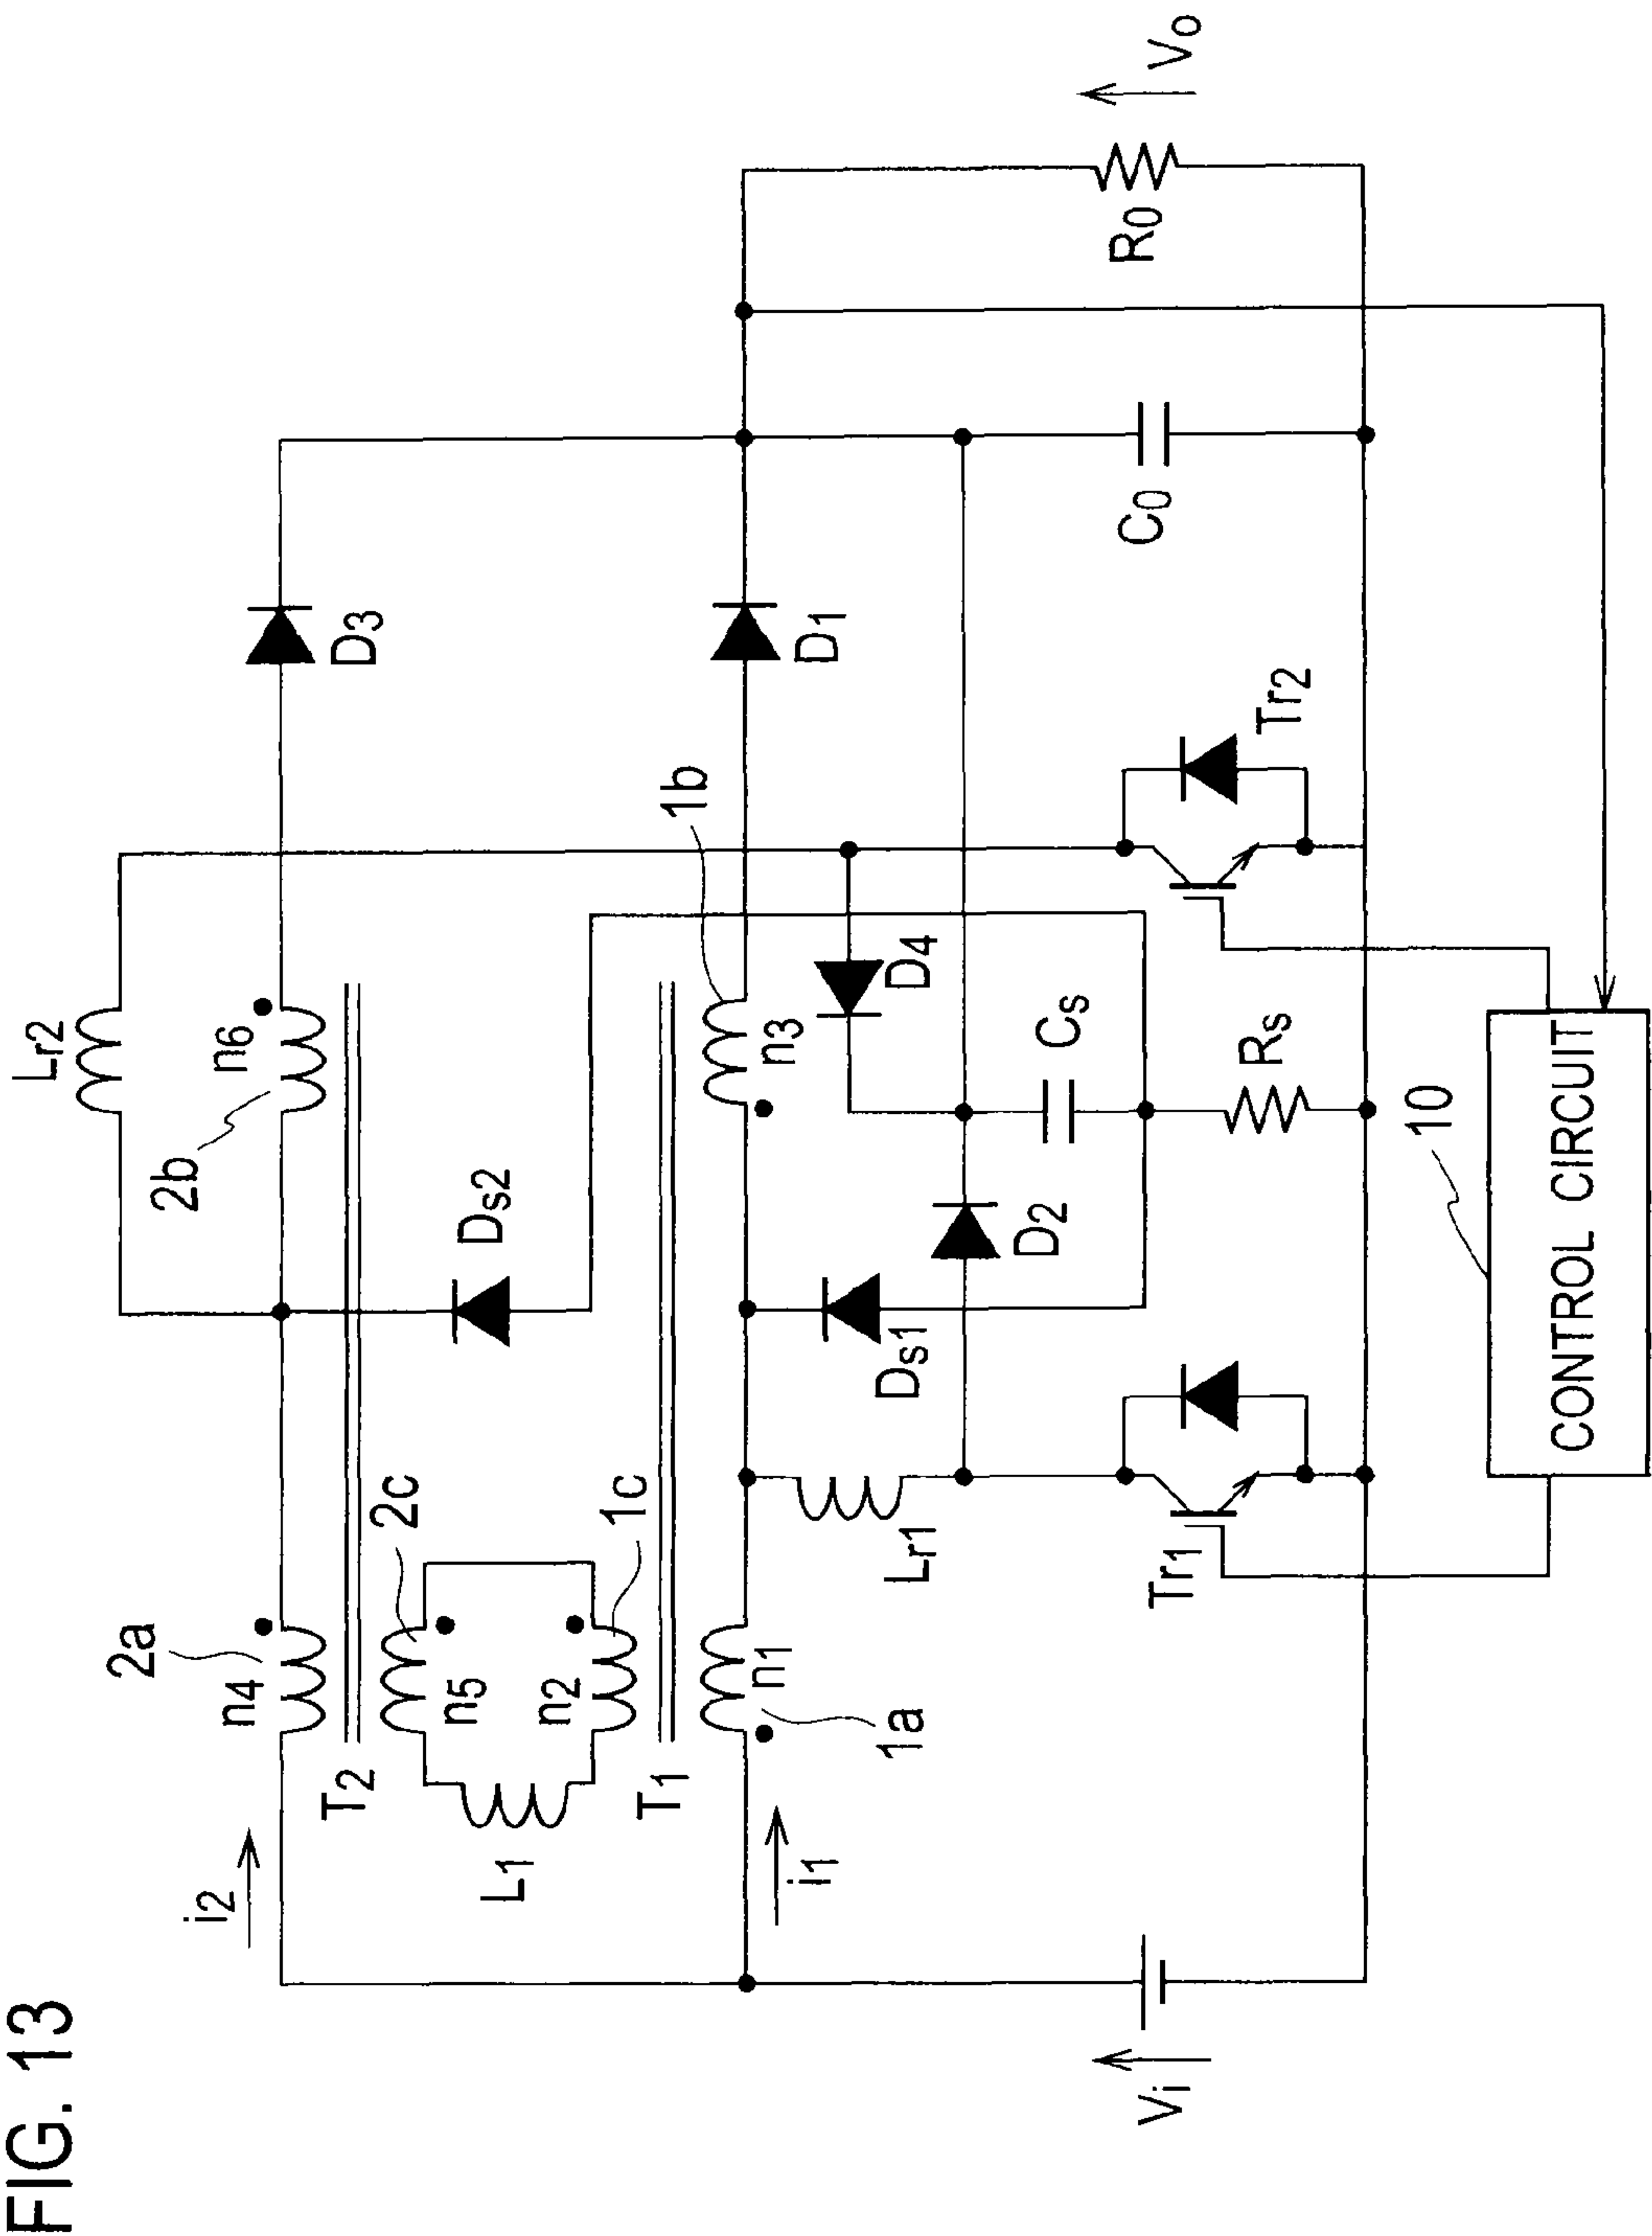 FIG. 13
Lr2
i2
2a
n4
2b
n6
D3
T2
2c
n5
Ds2
L1
n2
1c
T1
i1
n1
1a
n3
1b
D1
Lr1
Ds1
D2
D4
Cs
Rs
Tr1
Tr2
C0
R0
Vi
Vo
10
CONTROL CIRCUIT